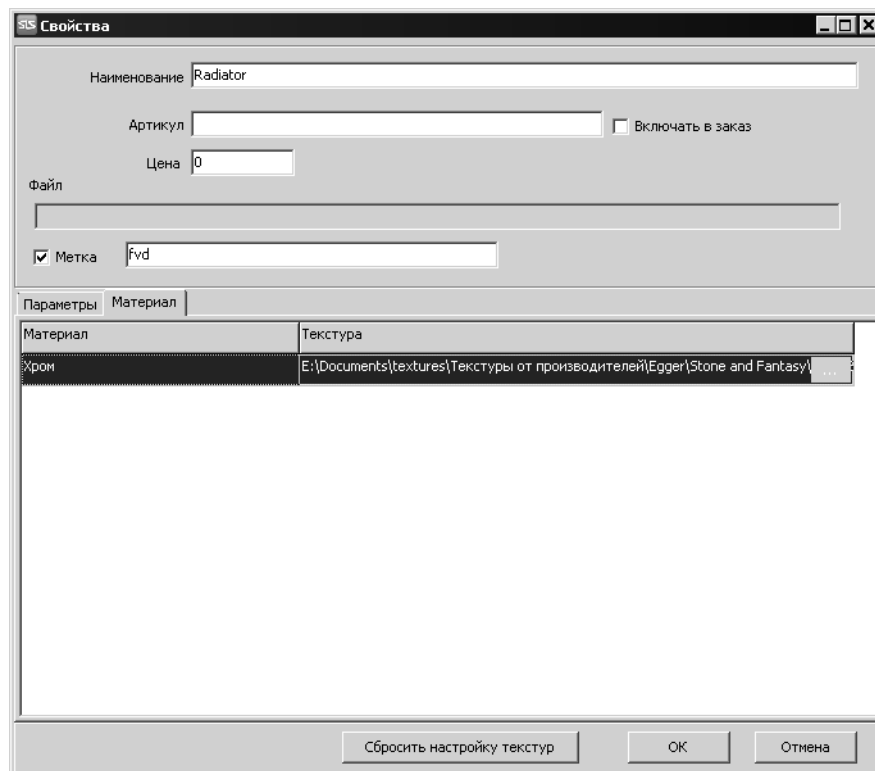 SLS Свойства
Наименование Radiator
Артикул Включать в заказ
Цена 0
Файл
Метка fvd
Параметры Материал
Материал Текстура
Хром E:\Documents\textures\Текстуры от производителей\Egger\Stone and Fantasy\ ...
Сбросить настройку текстур OK Отмена